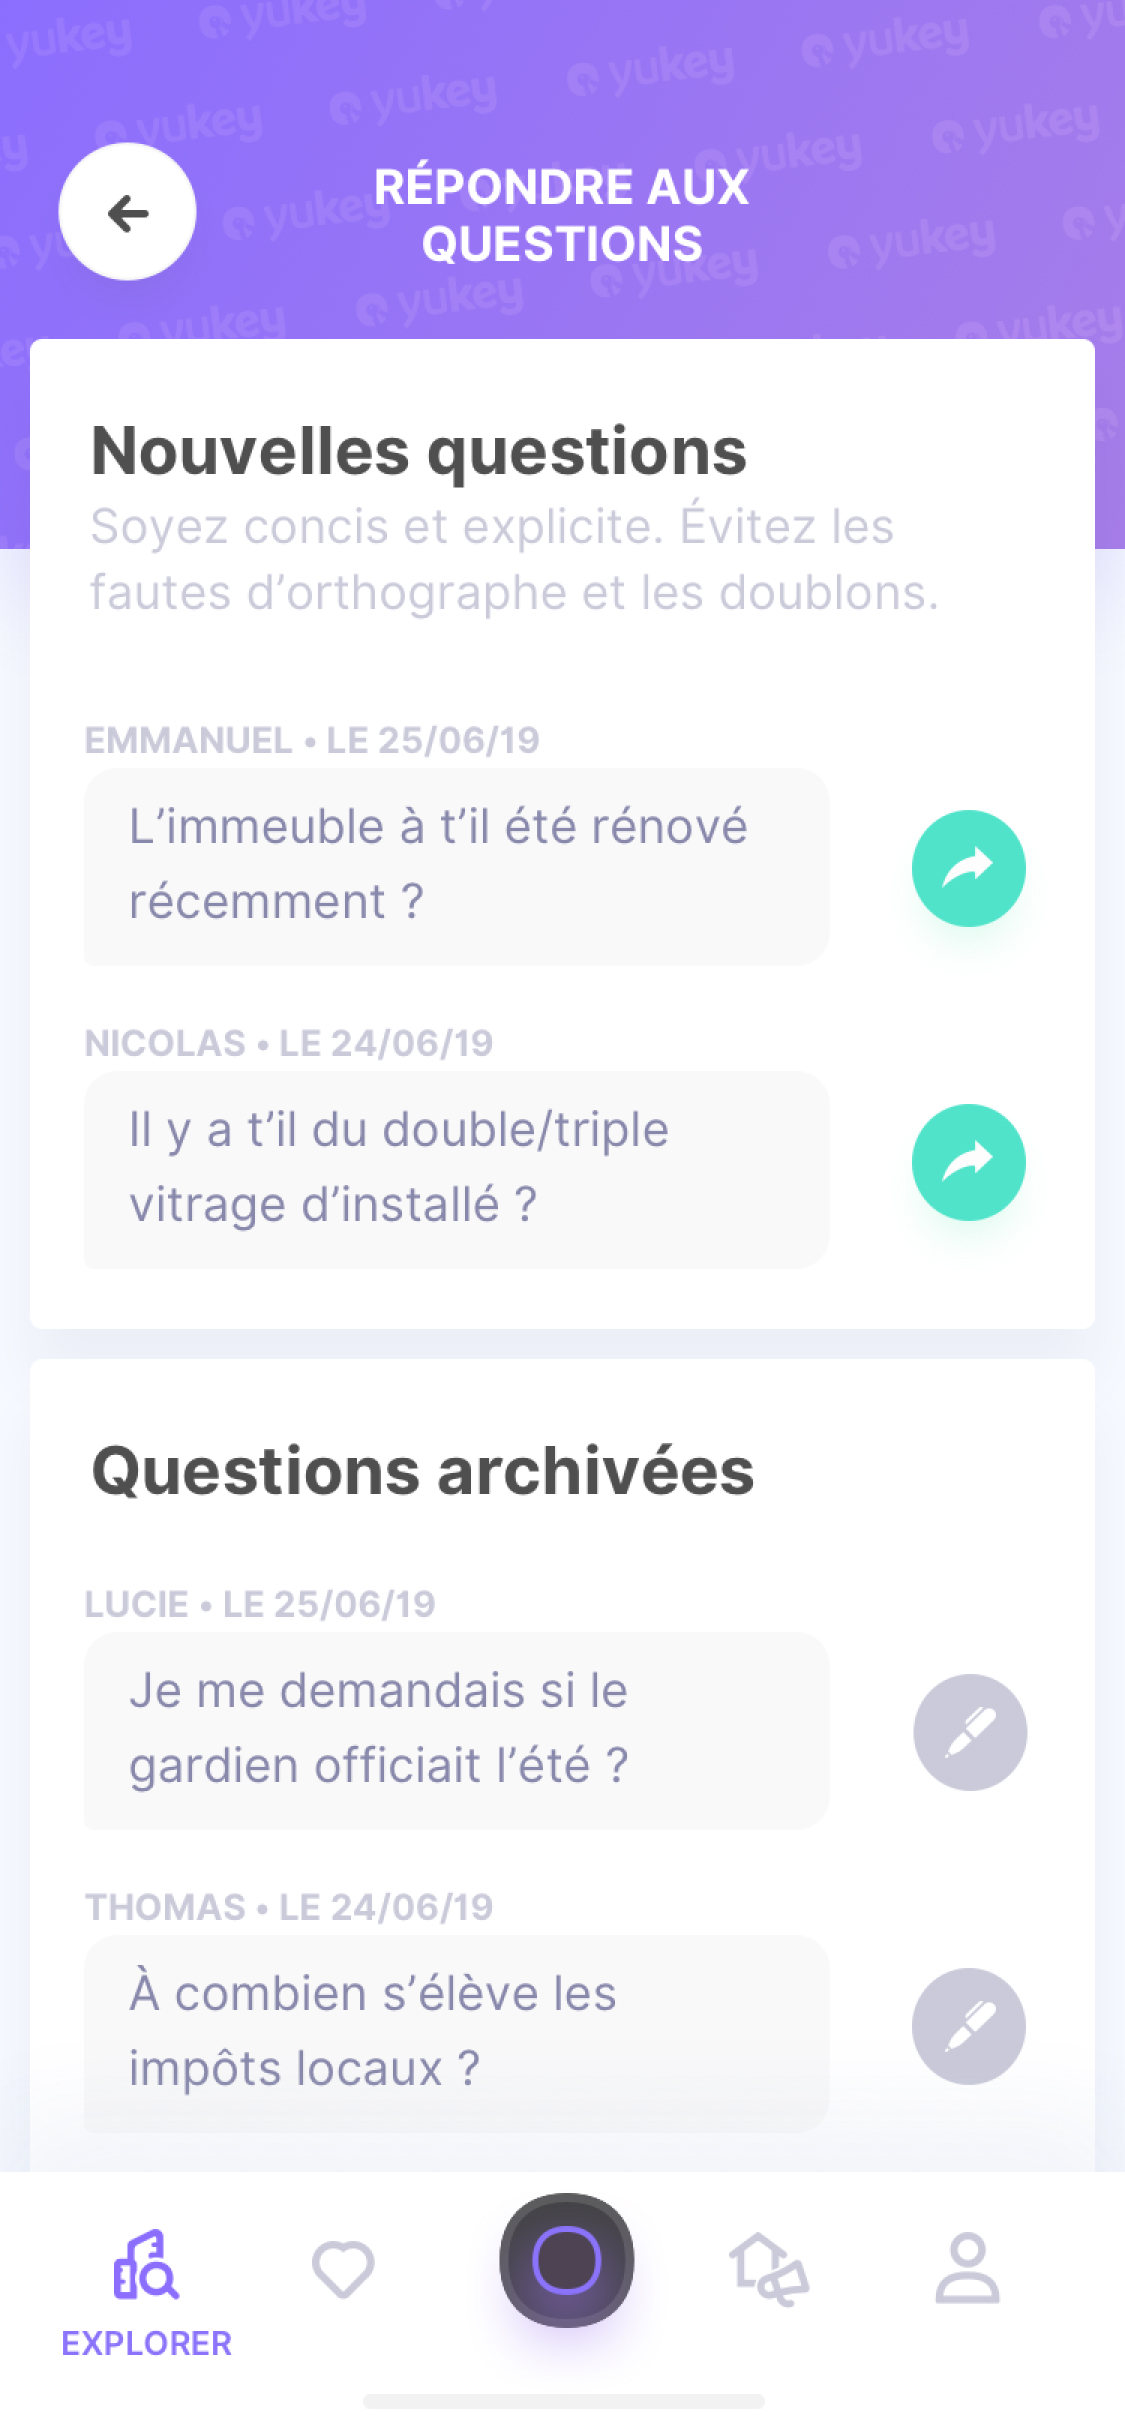 RÉPONDRE AUX
QUESTIONS
Nouvelles questions
Soyez concis et explicite. Évitez les
fautes d’orthographe et les doublons.
EMMANUEL • LE 25/06/19
L’immeuble à t’il été rénové
récemment ?
NICOLAS • LE 24/06/19
Il y a t’il du double/triple
vitrage d’installé ?
Questions archivées
LUCIE • LE 25/06/19
Je me demandais si le
gardien officiait l’été ?
THOMAS • LE 24/06/19
À combien s’élève les
impôts locaux ?
EXPLORER